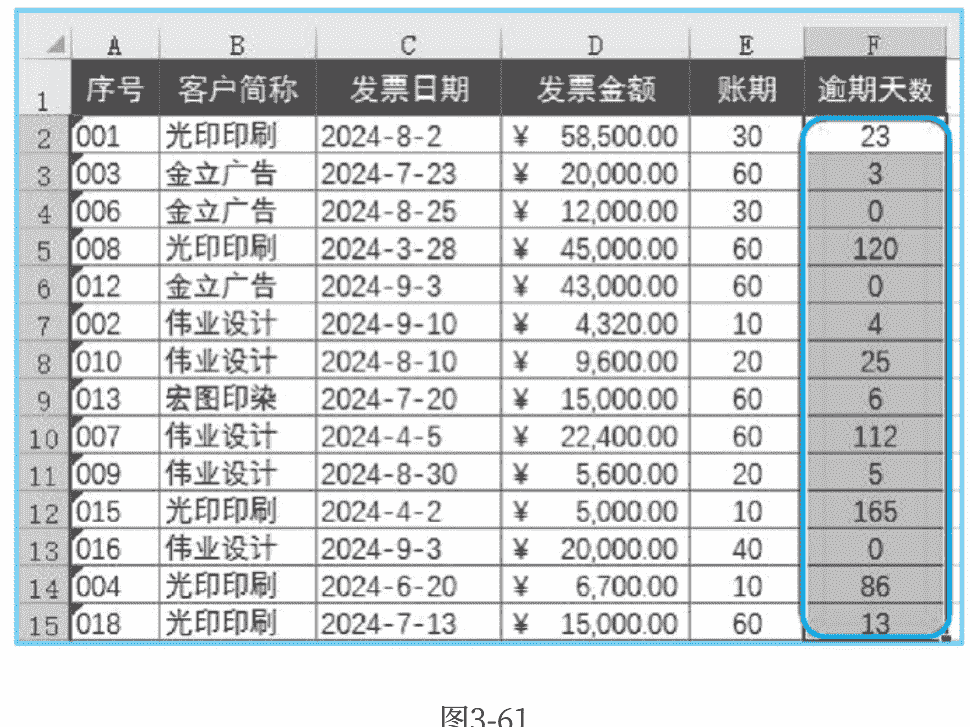 A B C D E F
1 序号 客户简称 发票日期 发票金额 账期 逾期天数
2 001 光印印刷 2024-8-2 ¥ 58,500.00 30 23
3 003 金立广告 2024-7-23 ¥ 20,000.00 60 3
4 006 金立广告 2024-8-25 ¥ 12,000.00 30 0
5 008 光印印刷 2024-3-28 ¥ 45,000.00 60 120
6 012 金立广告 2024-9-3 ¥ 43,000.00 60 0
7 002 伟业设计 2024-9-10 ¥ 4,320.00 10 4
8 010 伟业设计 2024-8-10 ¥ 9,600.00 20 25
9 013 宏图印染 2024-7-20 ¥ 15,000.00 60 6
10 007 伟业设计 2024-4-5 ¥ 22,400.00 60 112
11 009 伟业设计 2024-8-30 ¥ 5,600.00 20 5
12 015 光印印刷 2024-4-2 ¥ 5,000.00 10 165
13 016 伟业设计 2024-9-3 ¥ 20,000.00 40 0
14 004 光印印刷 2024-6-20 ¥ 6,700.00 10 86
15 018 光印印刷 2024-7-13 ¥ 15,000.00 60 13
图3-61